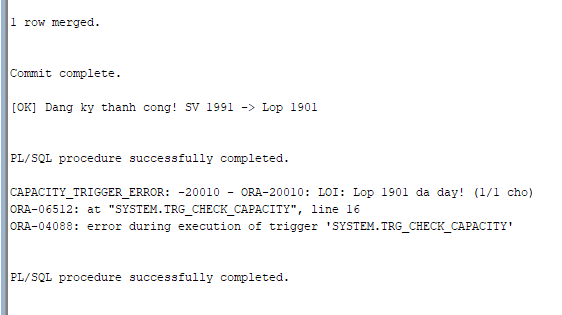 1 row merged.
Commit complete.
[OK] Dang ky thanh cong! SV 1991 -> Lop 1901
PL/SQL procedure successfully completed.
CAPACITY_TRIGGER_ERROR: -20010 - ORA-20010: LOI: Lop 1901 da day! (1/1 cho)
ORA-06512: at "SYSTEM.TRG_CHECK_CAPACITY", line 16
ORA-04088: error during execution of trigger 'SYSTEM.TRG_CHECK_CAPACITY'
PL/SQL procedure successfully completed.